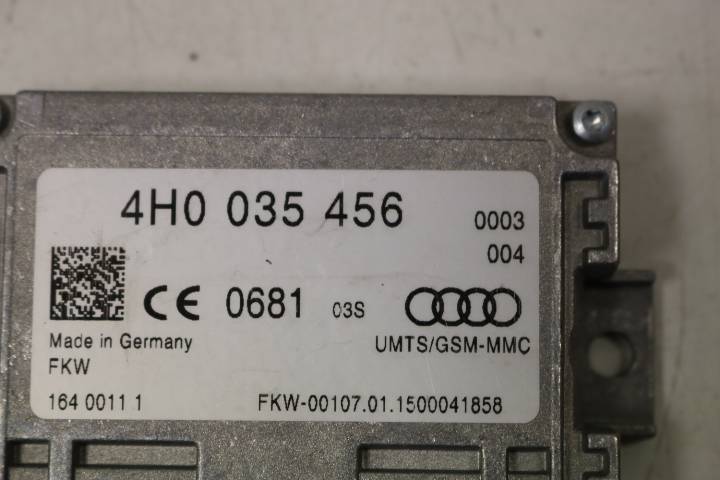 4H0 035 456 0003
004
CE 0681 03S
Made in Germany UMTS/GSM-MMC
FKW
164 0011 1 FKW-00107.01.1500041858